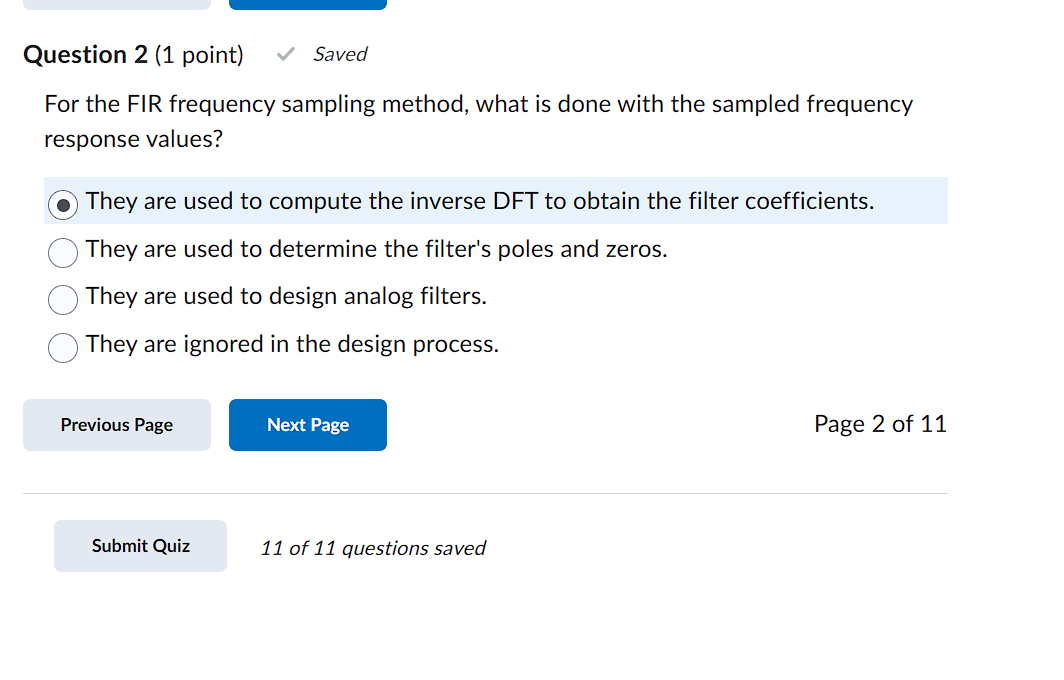 Question 2 (1 point) Saved
For the FIR frequency sampling method, what is done with the sampled frequency
response values?
They are used to compute the inverse DFT to obtain the filter coefficients.
They are used to determine the filter's poles and zeros.
They are used to design analog filters.
They are ignored in the design process.
Previous Page Next Page Page 2 of 11
Submit Quiz 11 of 11 questions saved